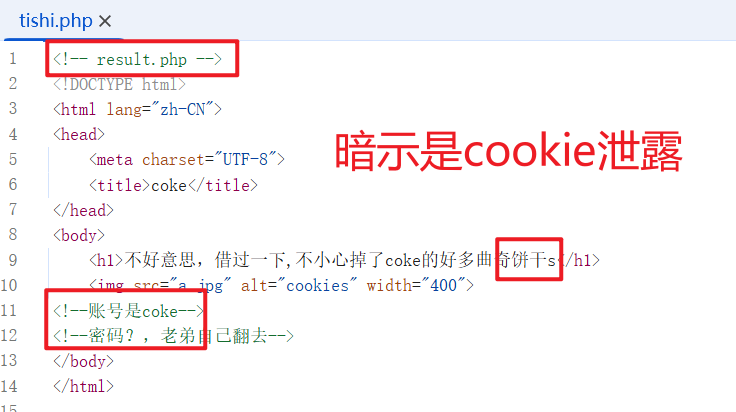 tishi.php ×
1 <!-- result.php -->
2 <!DOCTYPE html>
3 <html lang="zh-CN">
4 <head>
5 <meta charset="UTF-8">
6 <title>coke</title>
7 </head>
8 <body>
9 <h1>不好意思，借过一下,不小心掉了coke的好多曲奇饼干s</h1>
10 <img src="a.jpg" alt="cookies" width="400">
11 <!--账号是coke-->
12 <!--密码？，老弟自己翻去-->
13 </body>
14 </html>
15
暗示是cookie泄露